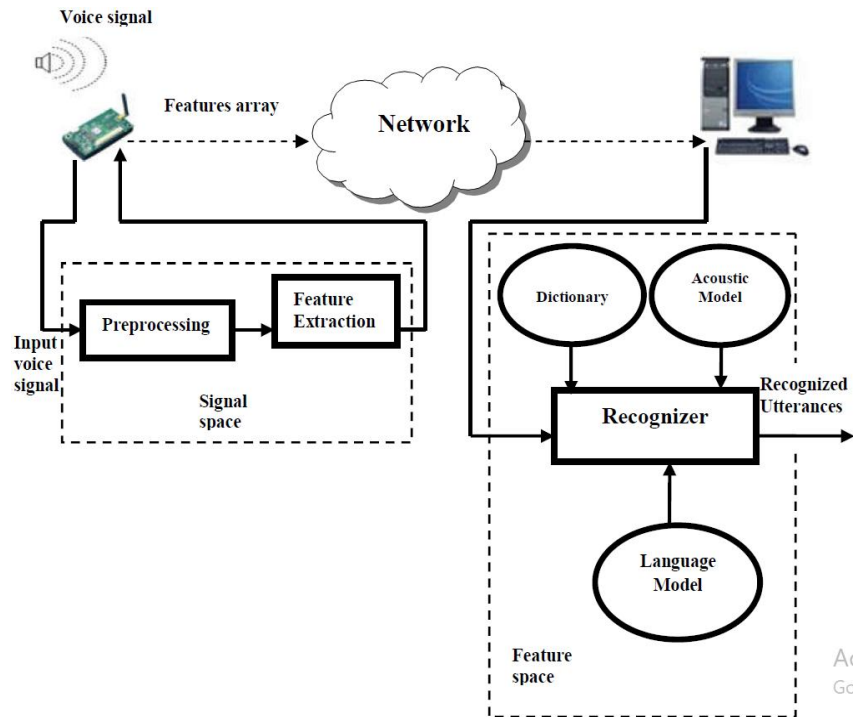 Voice signal
Features array
Network
Dictionary
Acoustic
Model
Preprocessing
Feature
Extraction
Input
voice
signal
Signal
space
Recognizer
Recognized
Utterances
Language
Model
Feature
space